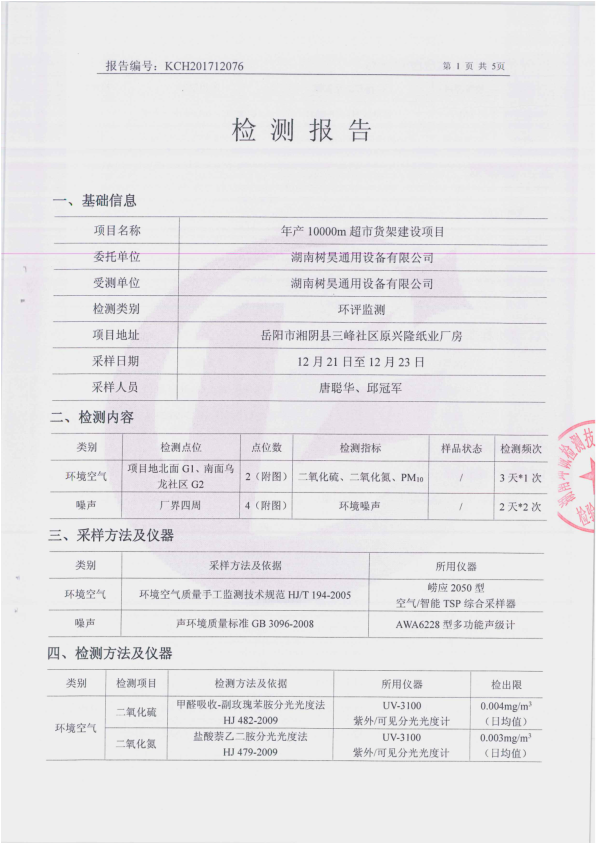 报告编号：KCH201712076 第 1 页 共 5页
检 测 报 告
一、基础信息
项目名称 年产 10000m 超市货架建设项目
委托单位 湖南树昊通用设备有限公司
受测单位 湖南树昊通用设备有限公司
检测类别 环评监测
项目地址 岳阳市湘阴县三峰社区原兴隆纸业厂房
采样日期 12 月 21 日至 12 月 23 日
采样人员 唐聪华、邱冠军
二、检测内容
类别 检测点位 点位数 检测指标 样品状态 检测频次
环境空气 项目地北面 G1、南面乌龙社区 G2 2（附图） 二氧化硫、二氧化氮、PM10 / 3 天*1 次
噪声 厂界四周 4（附图） 环境噪声 / 2 天*2 次
三、采样方法及仪器
类别 采样方法及依据 所用仪器
环境空气 环境空气质量手工监测技术规范 HJ/T 194-2005 崂应 2050 型
空气/智能 TSP 综合采样器
噪声 声环境质量标准 GB 3096-2008 AWA6228 型多功能声级计
四、检测方法及仪器
类别 检测项目 检测方法及依据 所用仪器 检出限
环境空气 二氧化硫 甲醛吸收-副玫瑰苯胺分光光度法 UV-3100 0.004mg/m³
HJ 482-2009 紫外/可见分光光度计 （日均值）
二氧化氮 盐酸萘乙二胺分光光度法 UV-3100 0.003mg/m³
HJ 479-2009 紫外/可见分光光度计 （日均值）
检测技
检验